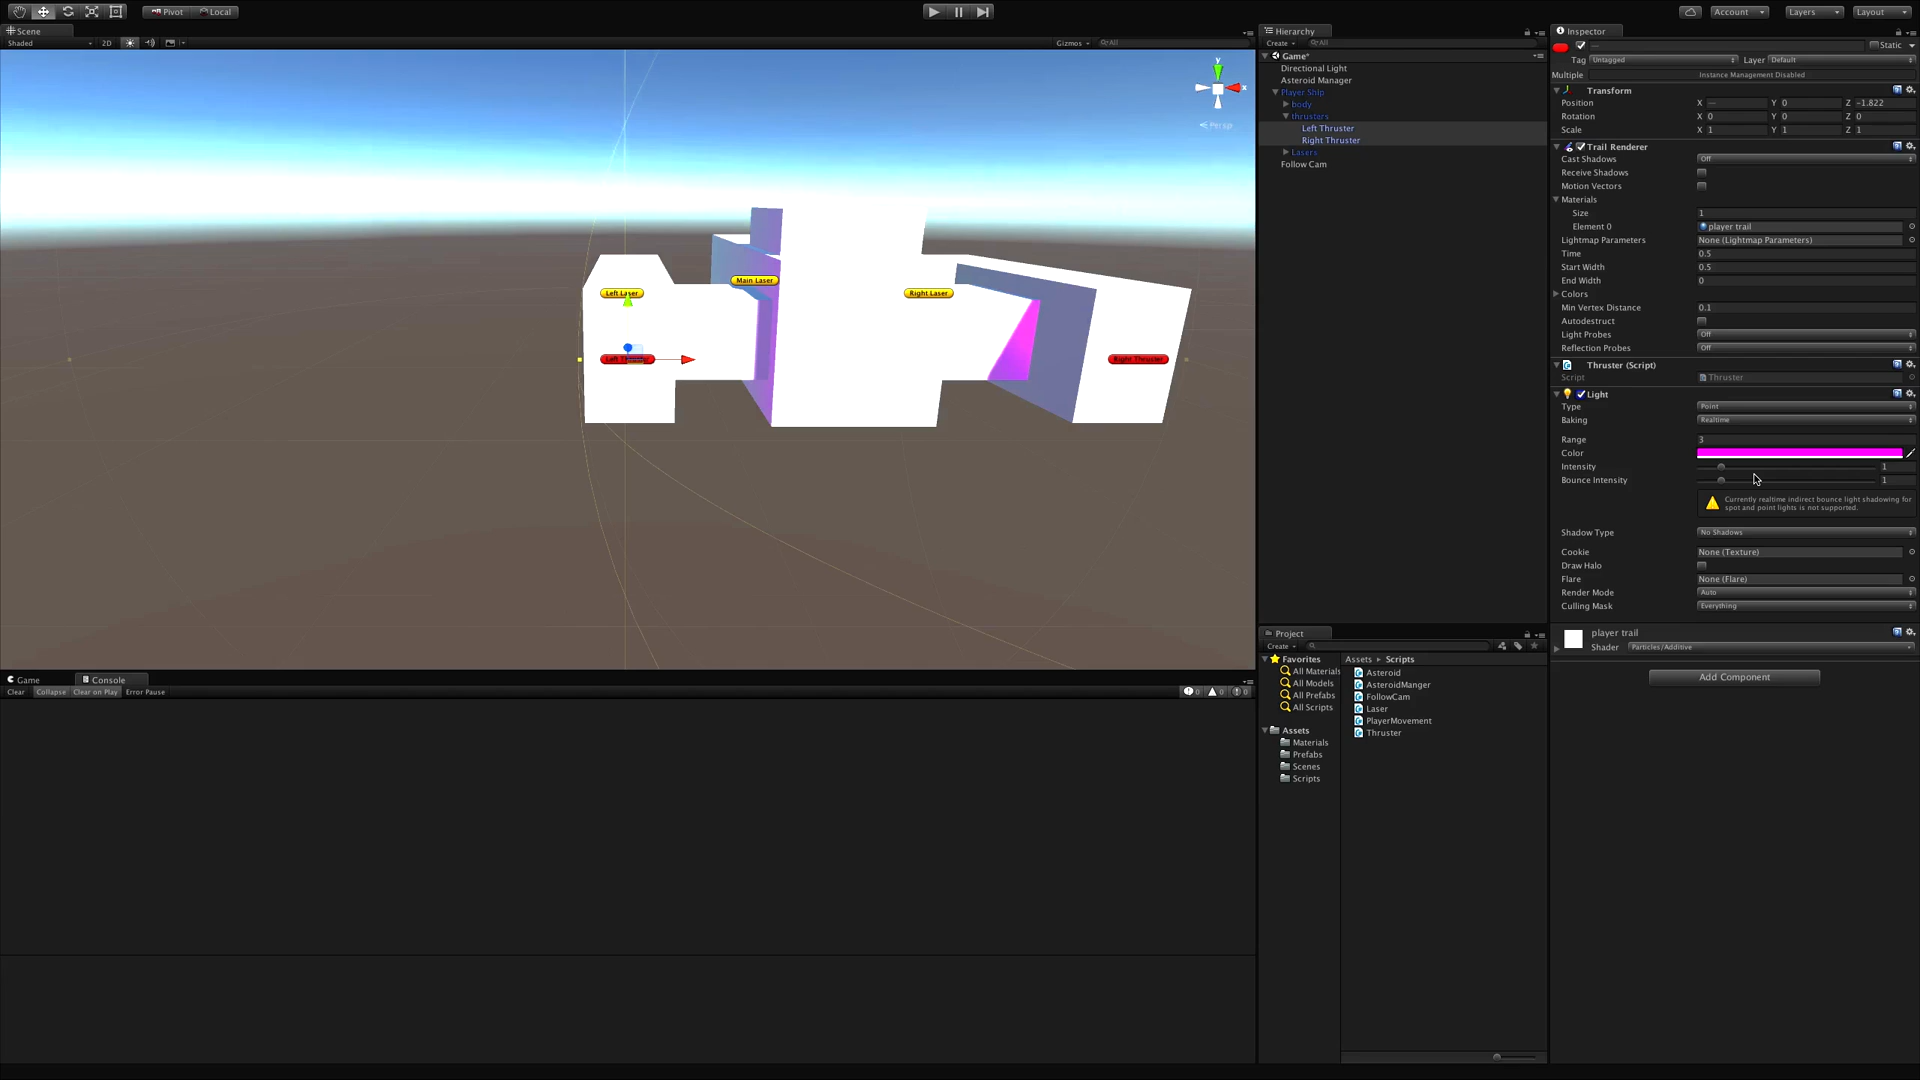 Pivot Local Account Layers Layout
Scene
Shaded 2D Gizmos All
y
x
Persp
Main Laser
Left Laser Right Laser
Right Thruster
Game Console
Clear Collapse Clear on Play Error Pause 0 0 0
Hierarchy
Create All
Game*
Directional Light
Asteroid Manager
Player Ship
body
thrusters
Left Thruster
Right Thruster
Lasers
Follow Cam
Project
Create
Favorites
All Materials
All Models
All Prefabs
All Scripts
Assets
Materials
Prefabs
Scenes
Scripts
Assets Scripts
Asteroid
AsteroidManger
FollowCam
Laser
PlayerMovement
Thruster
Inspector
— Static
Tag Untagged Layer Default
Multiple Instance Management Disabled
Transform
Position X — Y 0 Z -1.822
Rotation X 0 Y 0 Z 0
Scale X 1 Y 1 Z 1
Trail Renderer
Cast Shadows Off
Receive Shadows
Motion Vectors
Materials
Size 1
Element 0 player trail
Lightmap Parameters None (Lightmap Parameters)
Time 0.5
Start Width 0.5
End Width 0
Colors
Min Vertex Distance 0.1
Autodestruct
Light Probes Off
Reflection Probes Off
Thruster (Script)
Script Thruster
Light
Type Point
Baking Realtime
Range 3
Color
Intensity 1
Bounce Intensity 1
Currently realtime indirect bounce light shadowing for
spot and point lights is not supported.
Shadow Type No Shadows
Cookie None (Texture)
Draw Halo
Flare None (Flare)
Render Mode Auto
Culling Mask Everything
player trail
Shader Particles/Additive
Add Component